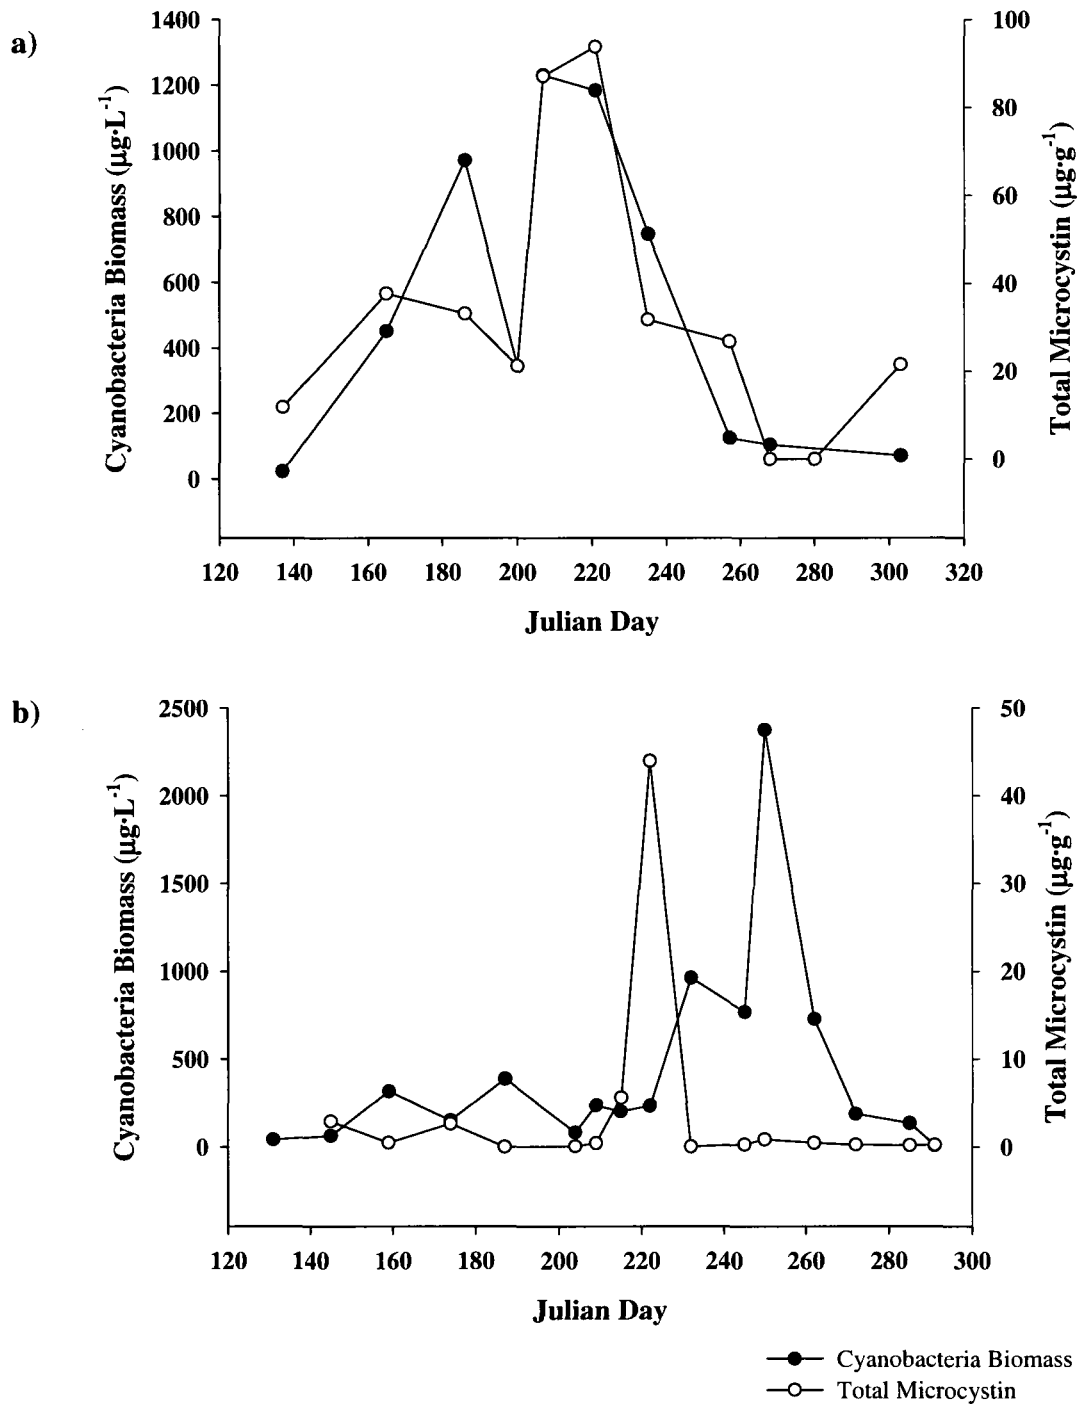 a)
1400
1200
1000
800
600
400
200
0
Cyanobacteria Biomass (µg·L⁻¹)
100
80
60
40
20
0
Total Microcystin (µg·g⁻¹)
120 140 160 180 200 220 240 260 280 300 320
Julian Day
b)
2500
2000
1500
1000
500
0
Cyanobacteria Biomass (µg·L⁻¹)
50
40
30
20
10
0
Total Microcystin (µg·g⁻¹)
120 140 160 180 200 220 240 260 280 300
Julian Day
Cyanobacteria Biomass
Total Microcystin